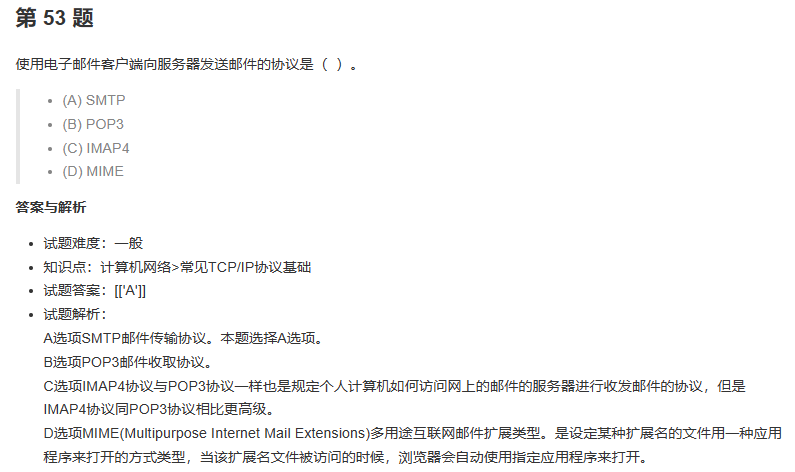 第 53 题
使用电子邮件客户端向服务器发送邮件的协议是（ ）。
(A) SMTP
(B) POP3
(C) IMAP4
(D) MIME
答案与解析
试题难度：一般
知识点：计算机网络>常见TCP/IP协议基础
试题答案：[['A']]
试题解析：
A选项SMTP邮件传输协议。本题选择A选项。
B选项POP3邮件收取协议。
C选项IMAP4协议与POP3协议一样也是规定个人计算机如何访问网上的邮件的服务器进行收发邮件的协议，但是
IMAP4协议同POP3协议相比更高级。
D选项MIME(Multipurpose Internet Mail Extensions)多用途互联网邮件扩展类型。是设定某种扩展名的文件用一种应用
程序来打开的方式类型，当该扩展名文件被访问的时候，浏览器会自动使用指定应用程序来打开。